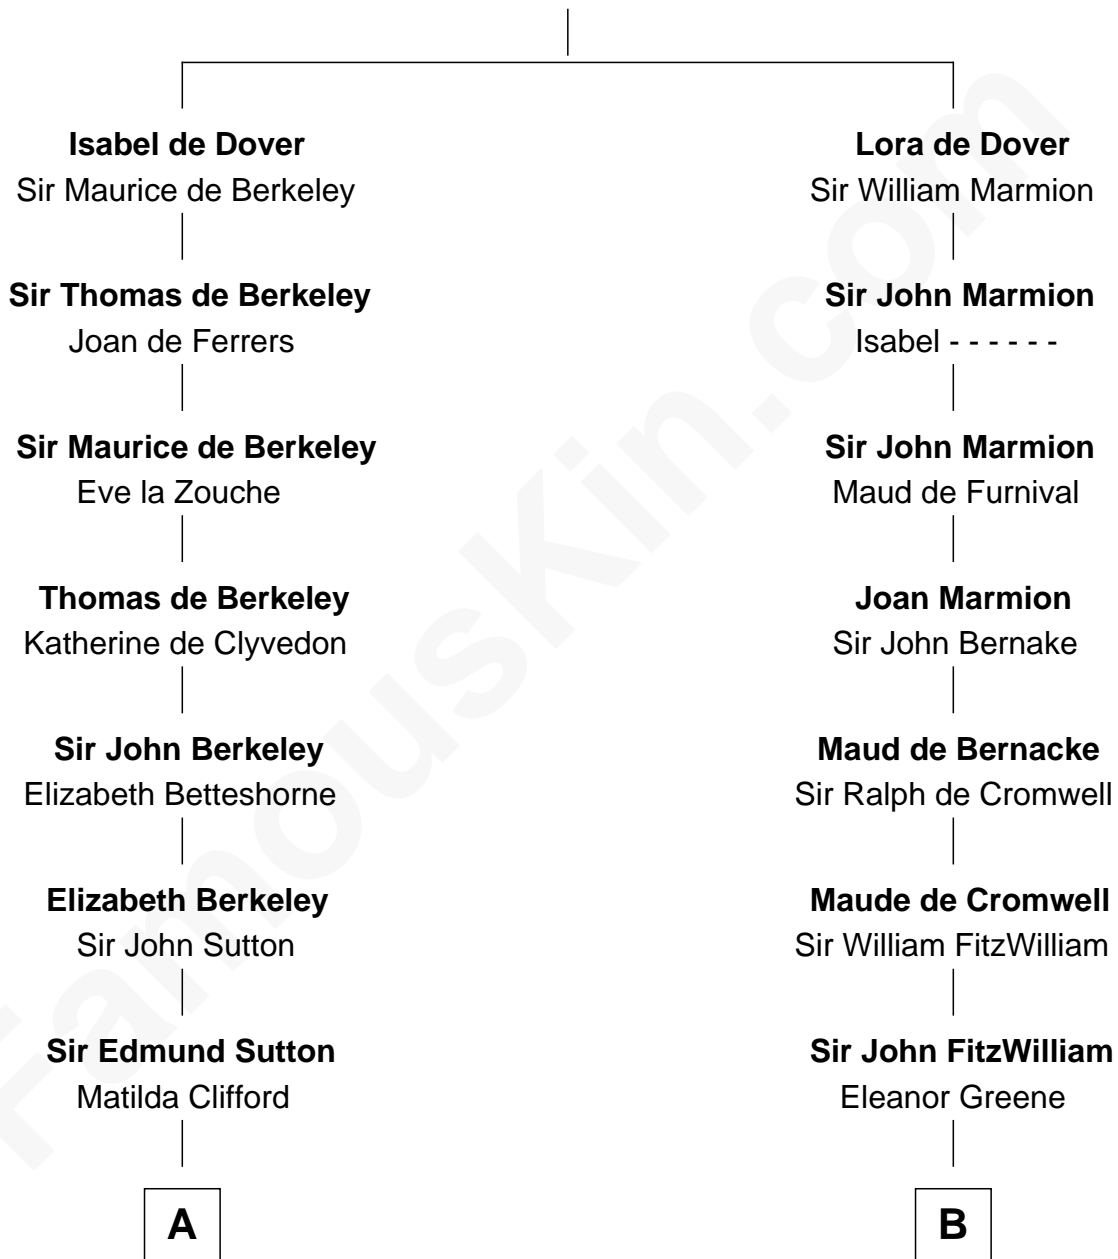 Isabel de Dover
Sir Maurice de Berkeley
Lora de Dover
Sir William Marmion
Sir Thomas de Berkeley
Joan de Ferrers
Sir John Marmion
Isabel - - - - - -
Sir Maurice de Berkeley
Eve la Zouche
Sir John Marmion
Maud de Furnival
Thomas de Berkeley
Katherine de Clyvedon
Joan Marmion
Sir John Bernake
Sir John Berkeley
Elizabeth Betteshorne
Maud de Bernacke
Sir Ralph de Cromwell
Elizabeth Berkeley
Sir John Sutton
Maude de Cromwell
Sir William FitzWilliam
Sir Edmund Sutton
Matilda Clifford
Sir John FitzWilliam
Eleanor Greene
A
B
FamousKin.com